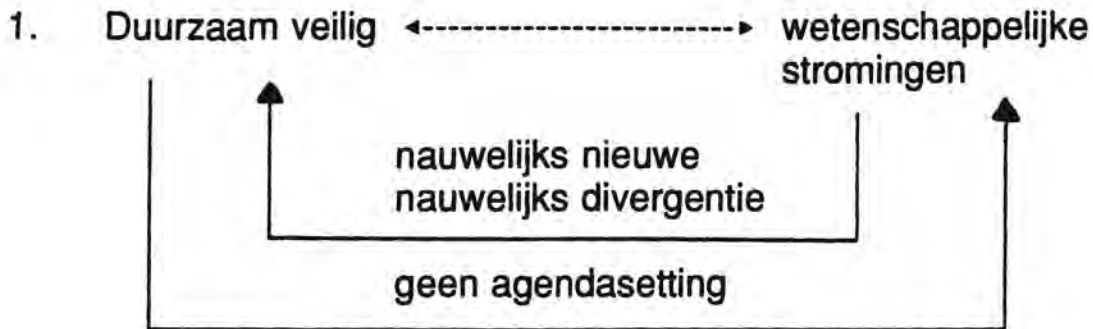 1. Duurzaam veilig wetenschappelijke
stromingen
nauwelijks nieuwe
nauwelijks divergentie
geen agendasetting